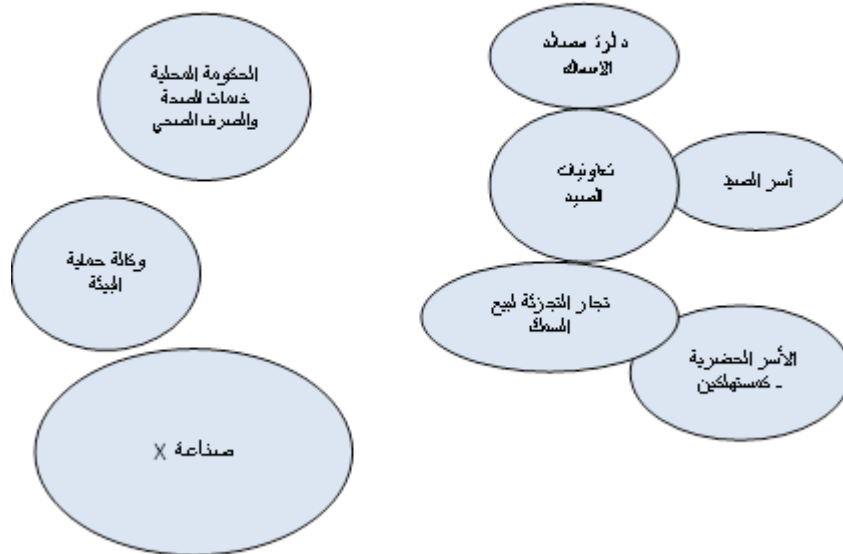 الحكومة المحلية
خدمات الصحة
والصرف الصحي
وكالة حماية
البيئة
صناعة X
دائرة مصائد
الأسماك
تعاونيات
الصيد
أسر الصيد
تجار التجزئة لبيع
السمك
الأسر الحضرية
ـ كمستهلكين